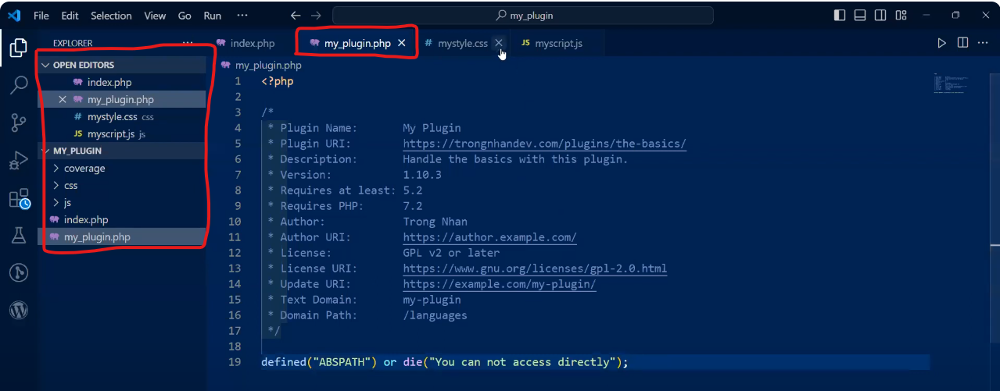 File Edit Selection View Go Run ··· my_plugin
EXPLORER ··· index.php my_plugin.php # mystyle.css JS myscript.js ···
OPEN EDITORS
index.php
my_plugin.php
# mystyle.css css
JS myscript.js js
MY_PLUGIN
coverage
css
js
index.php
my_plugin.php
my_plugin.php
1 <?php
2
3 /*
4 * Plugin Name: My Plugin
5 * Plugin URI: https://trongnhandev.com/plugins/the-basics/
6 * Description: Handle the basics with this plugin.
7 * Version: 1.10.3
8 * Requires at least: 5.2
9 * Requires PHP: 7.2
10 * Author: Trong Nhan
11 * Author URI: https://author.example.com/
12 * License: GPL v2 or later
13 * License URI: https://www.gnu.org/licenses/gpl-2.0.html
14 * Update URI: https://example.com/my-plugin/
15 * Text Domain: my-plugin
16 * Domain Path: /languages
17 */
18
19 defined("ABSPATH") or die("You can not access directly");